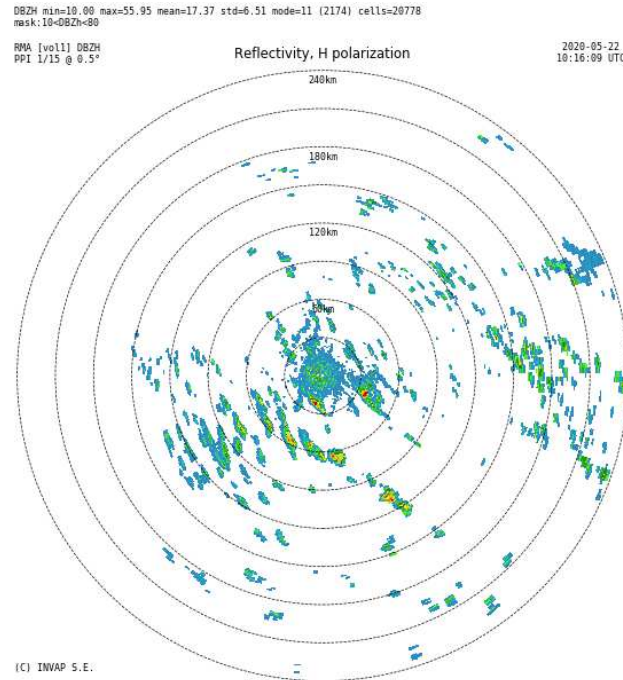 DBZH min=10.00 max=55.95 mean=17.37 std=6.51 mode=11 (2174) cells=20778
mask:10<DBZh<80
RMA [vol1] DBZH
PPI 1/15 @ 0.5°
Reflectivity, H polarization
2020-05-22
10:16:09 UTC
240km
180km
120km
60km
(C) INVAP S.E.